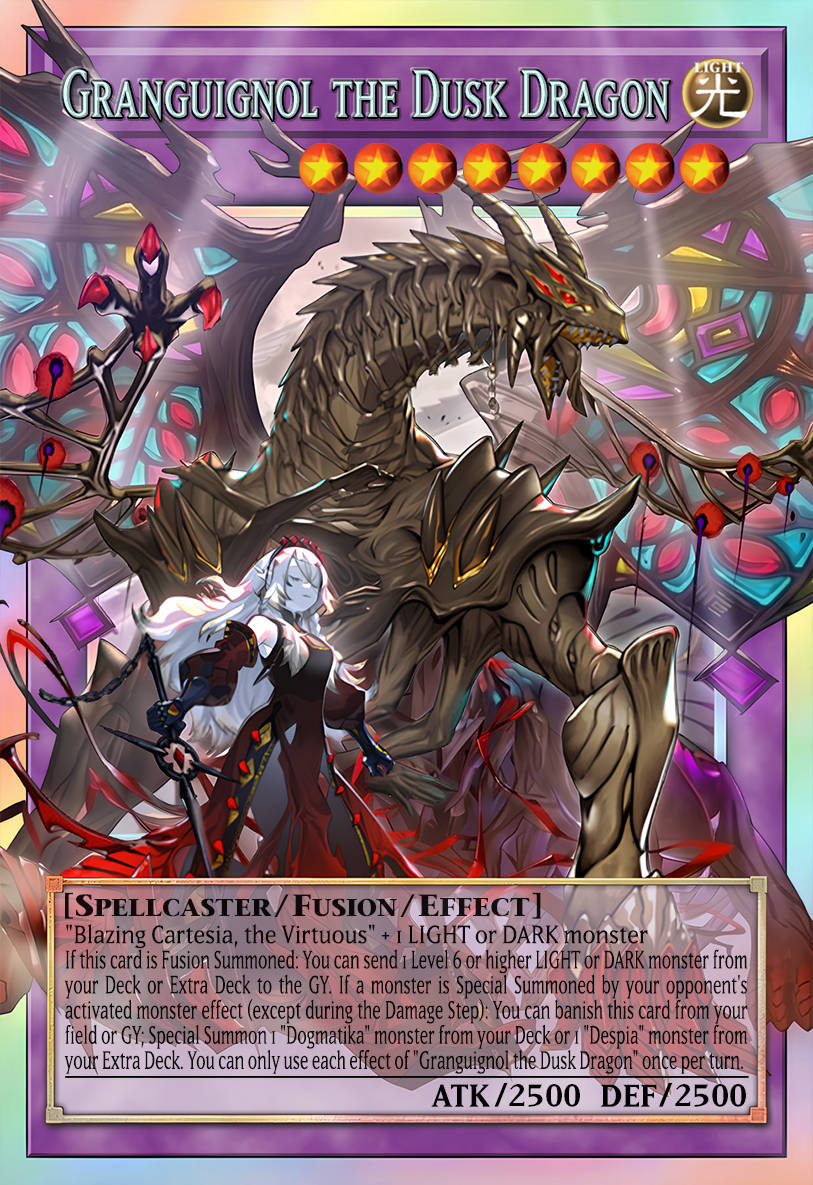 GRANGUIGNOL THE DUSK DRAGON
LIGHT
光
[SPELLCASTER/FUSION/EFFECT]
"Blazing Cartesia, the Virtuous" + 1 LIGHT or DARK monster
If this card is Fusion Summoned: You can send 1 Level 6 or higher LIGHT or DARK monster from
your Deck or Extra Deck to the GY. If a monster is Special Summoned by your opponent's
activated monster effect (except during the Damage Step): You can banish this card from your
field or GY; Special Summon 1 "Dogmatika" monster from your Deck or 1 "Despia" monster from
your Extra Deck. You can only use each effect of "Granguignol the Dusk Dragon" once per turn.
ATK/2500 DEF/2500